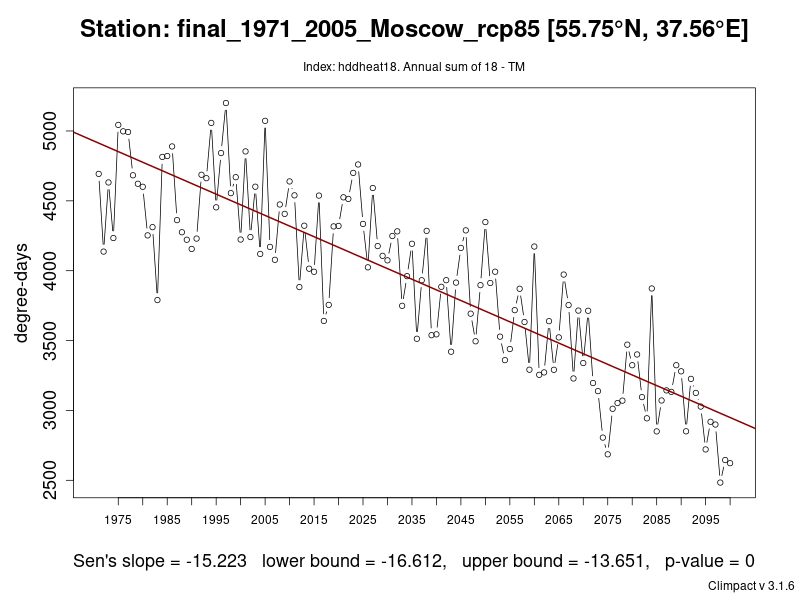 Station: final_1971_2005_Moscow_rcp85 [55.75°N, 37.56°E]
Index: hddheat18. Annual sum of 18 - TM
degree-days
5000
4500
4000
3500
3000
2500
1975 1985 1995 2005 2015 2025 2035 2045 2055 2065 2075 2085 2095
Sen's slope = -15.223 lower bound = -16.612, upper bound = -13.651, p-value = 0
Climpact v 3.1.6